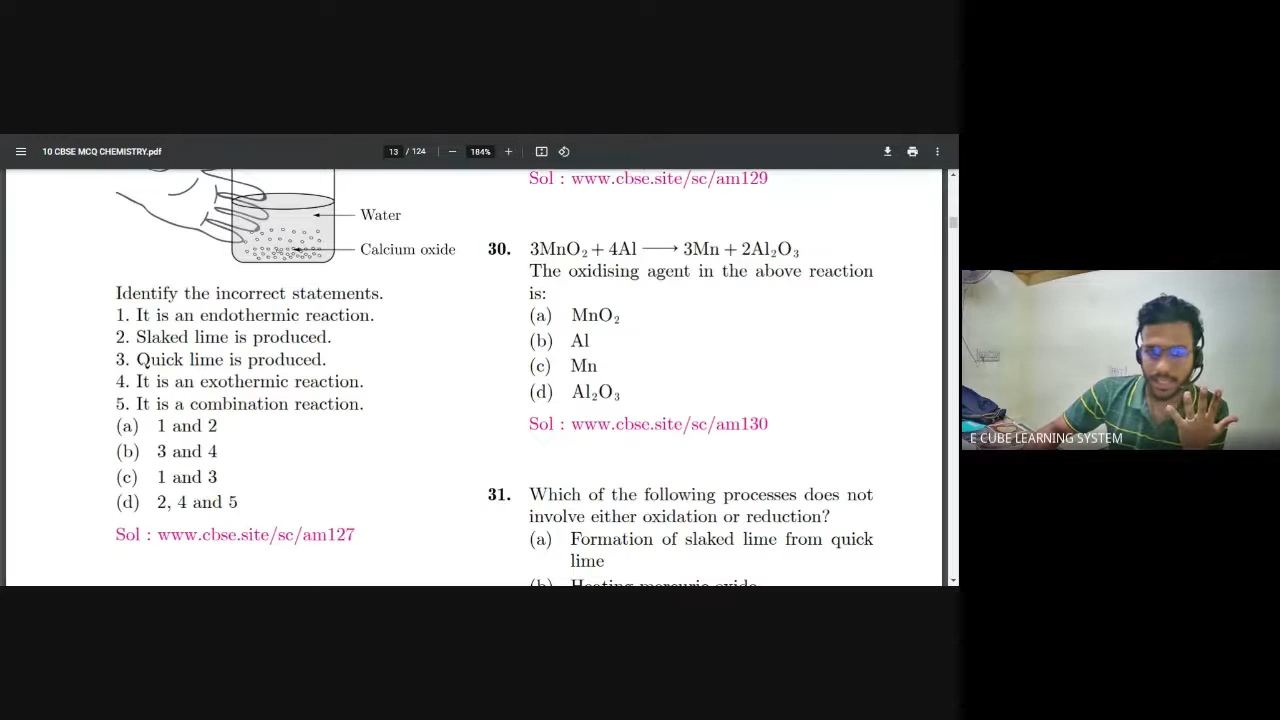 10 CBSE MCQ CHEMISTRY.pdf
13 / 124
184%
Water
Calcium oxide
Identify the incorrect statements.
1. It is an endothermic reaction.
2. Slaked lime is produced.
3. Quick lime is produced.
4. It is an exothermic reaction.
5. It is a combination reaction.
(a) 1 and 2
(b) 3 and 4
(c) 1 and 3
(d) 2, 4 and 5
Sol : www.cbse.site/sc/am127
Sol : www.cbse.site/sc/am129
30. 3MnO₂ + 4Al ⟶ 3Mn + 2Al₂O₃
The oxidising agent in the above reaction
is:
(a) MnO₂
(b) Al
(c) Mn
(d) Al₂O₃
Sol : www.cbse.site/sc/am130
31. Which of the following processes does not
involve either oxidation or reduction?
(a) Formation of slaked lime from quick
lime
(b) Heating mercuric oxide
E CUBE LEARNING SYSTEM